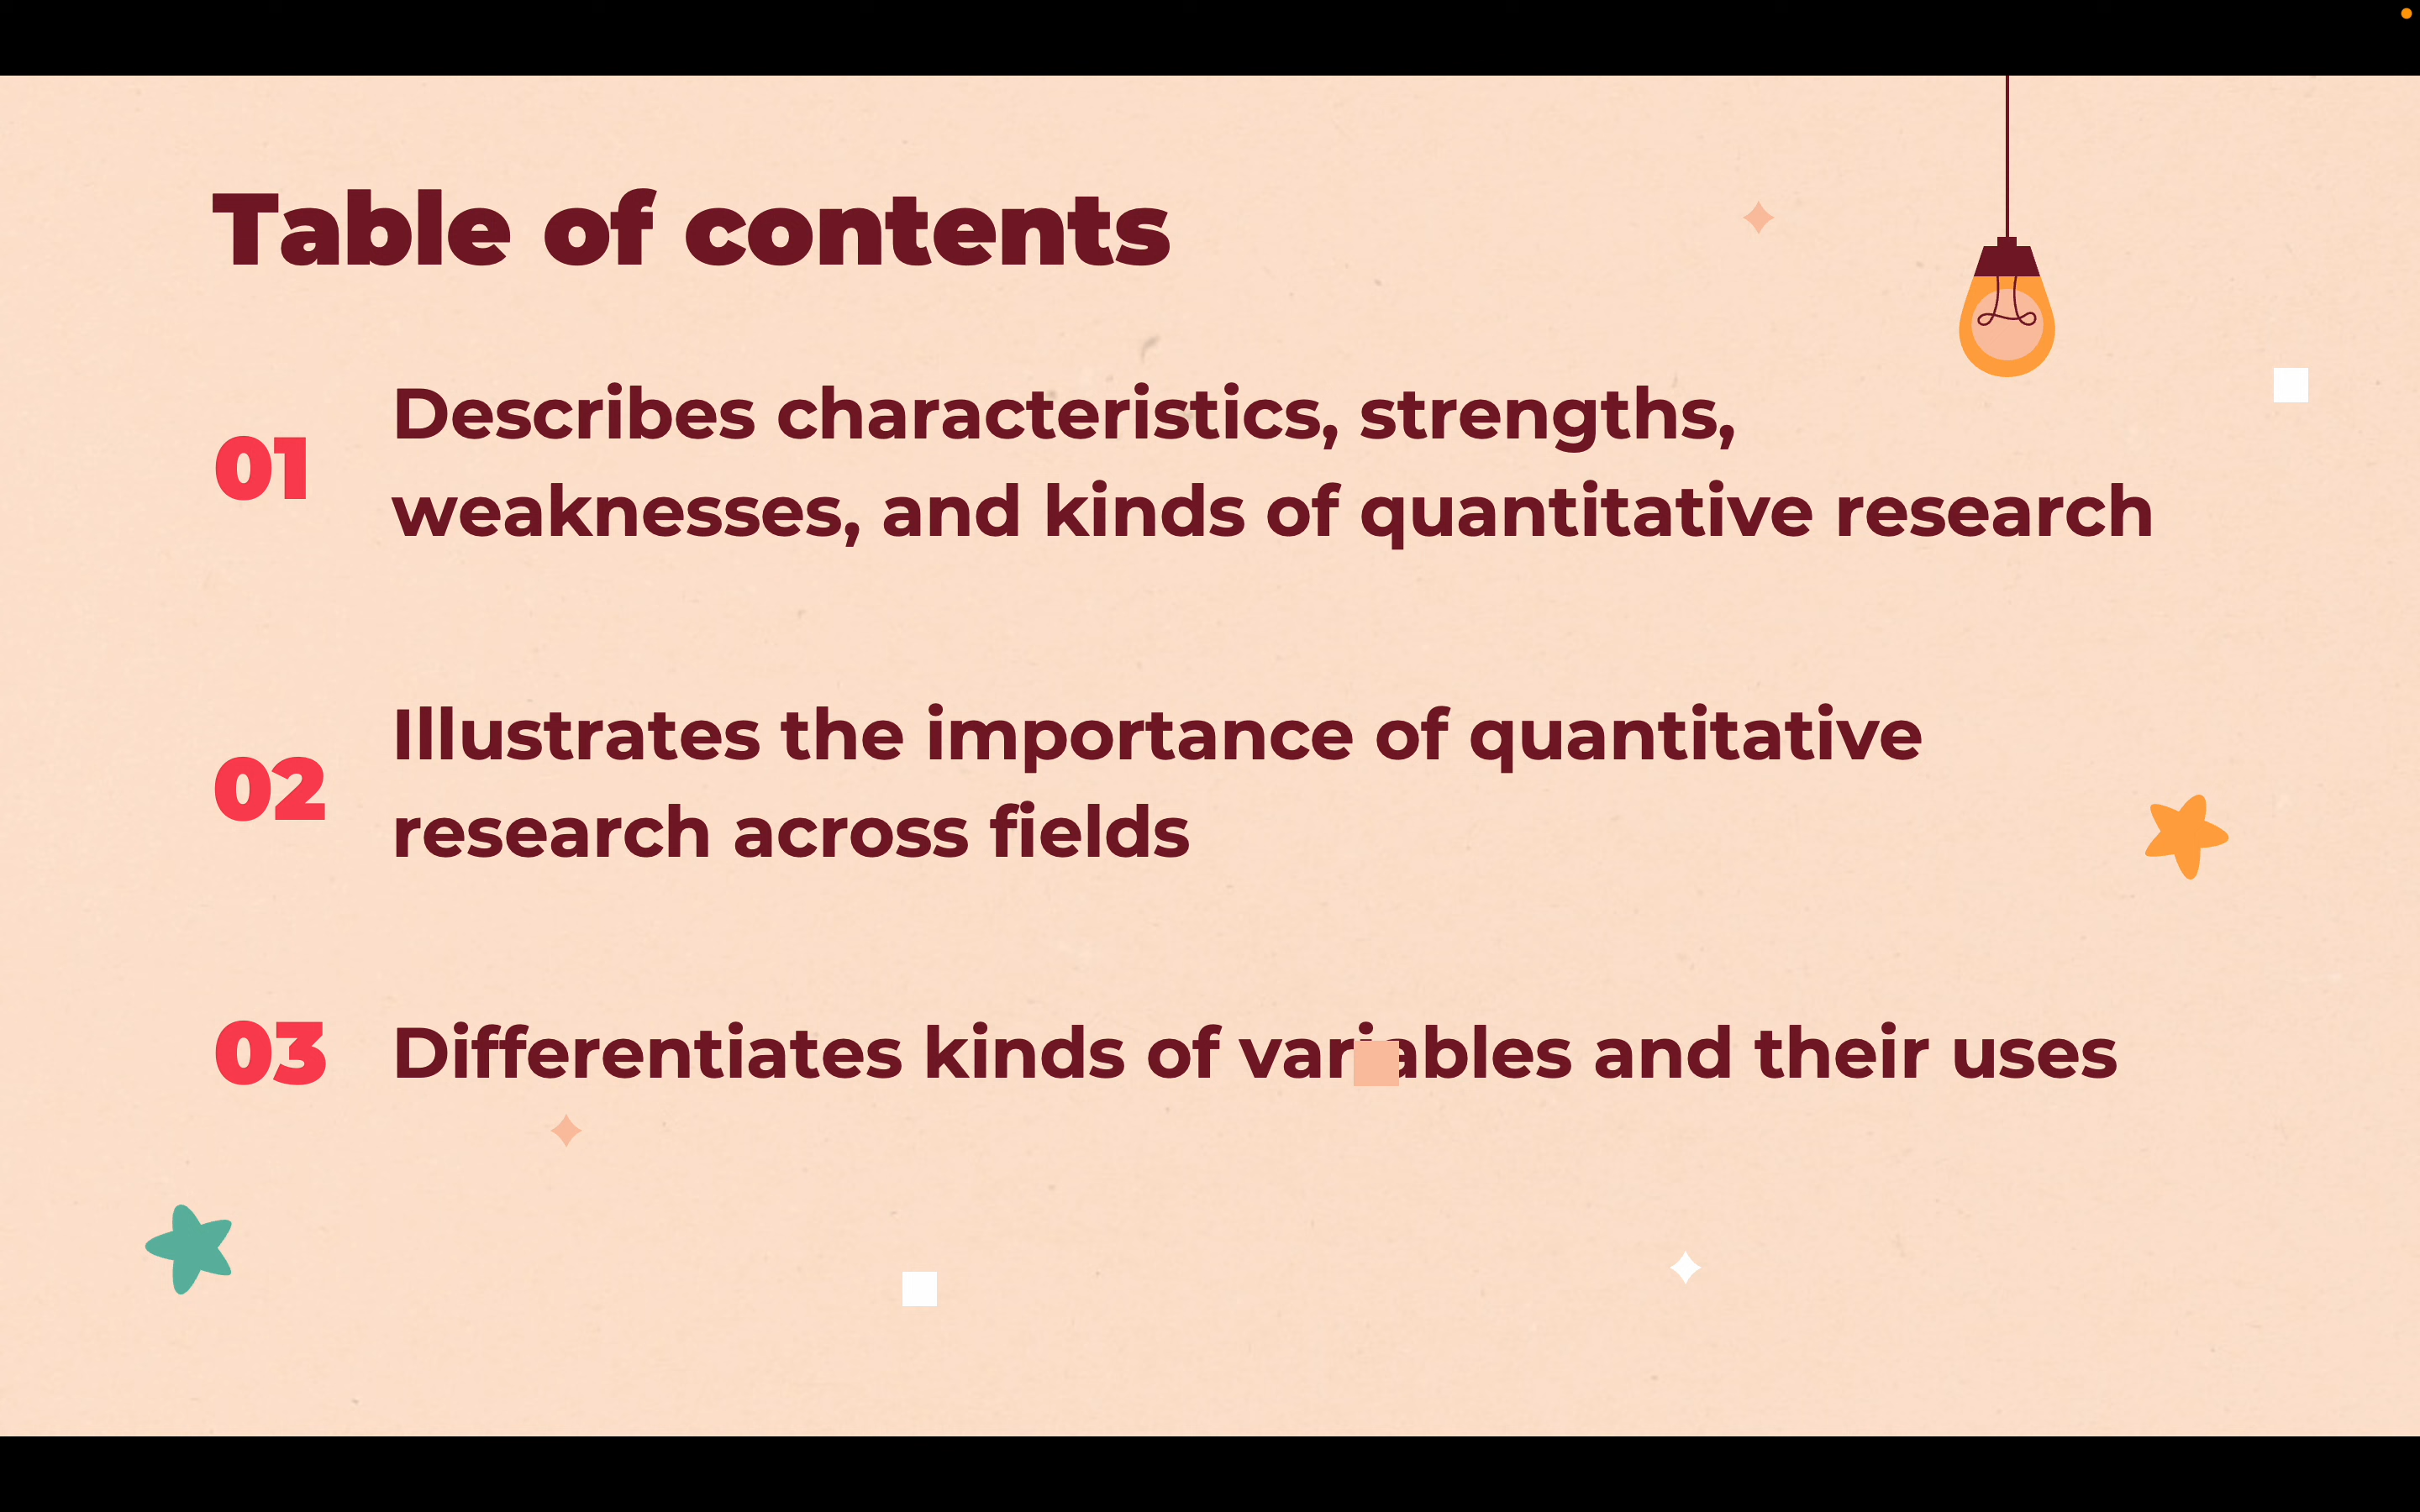 Table of contents
01
Describes characteristics, strengths,
weaknesses, and kinds of quantitative research
02
Illustrates the importance of quantitative
research across fields
03
Differentiates kinds of variables and their uses